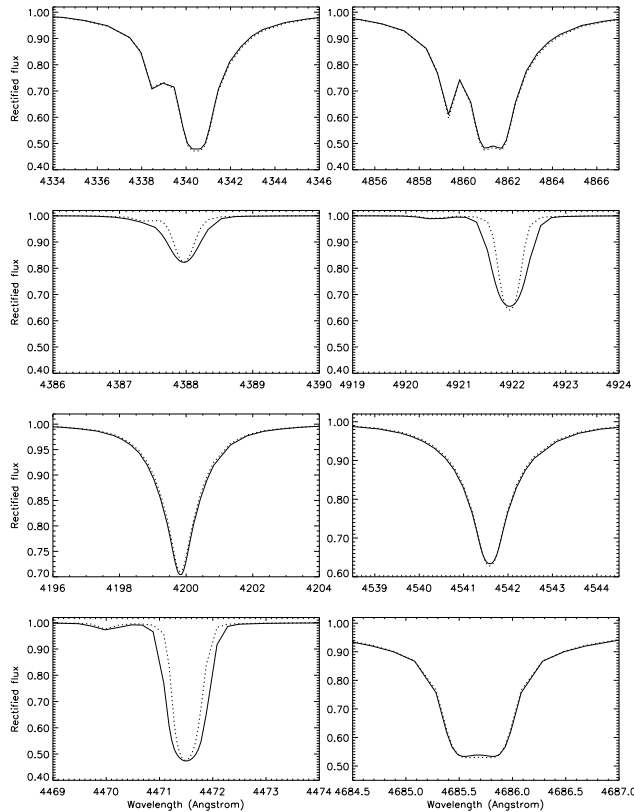 1.00 0.90 0.80 0.70 0.60 0.50 0.40
Rectified flux
4334 4336 4338 4340 4342 4344 4346
1.00 0.90 0.80 0.70 0.60 0.50 0.40
4856 4858 4860 4862 4864 4866
1.00 0.90 0.80 0.70 0.60 0.50 0.40
Rectified flux
4386 4387 4388 4389 4390
1.00 0.90 0.80 0.70 0.60 0.50 0.40
4919 4920 4921 4922 4923 4924
1.00 0.95 0.90 0.85 0.80 0.75 0.70
Rectified flux
4196 4198 4200 4202 4204
1.00 0.90 0.80 0.70 0.60
4539 4540 4541 4542 4543 4544
1.00 0.90 0.80 0.70 0.60 0.50 0.40
Rectified flux
4469 4470 4471 4472 4473 4474
Wavelength (Angstrom)
1.00 0.90 0.80 0.70 0.60 0.50
4684.5 4685.0 4685.5 4686.0 4686.5 4687.0
Wavelength (Angstrom)